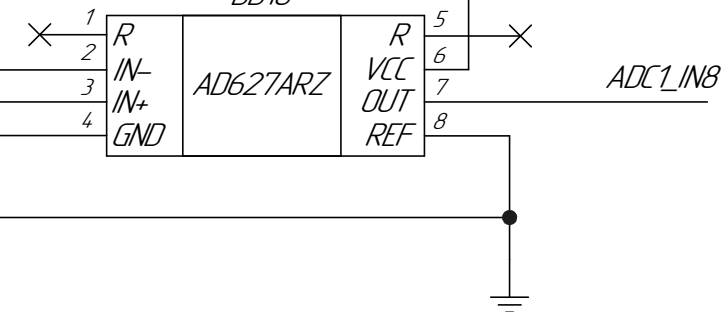 1 R R 5
2 IN- VCC 6
3 IN+ AD627ARZ OUT 7 ADC1_IN8
4 GND REF 8